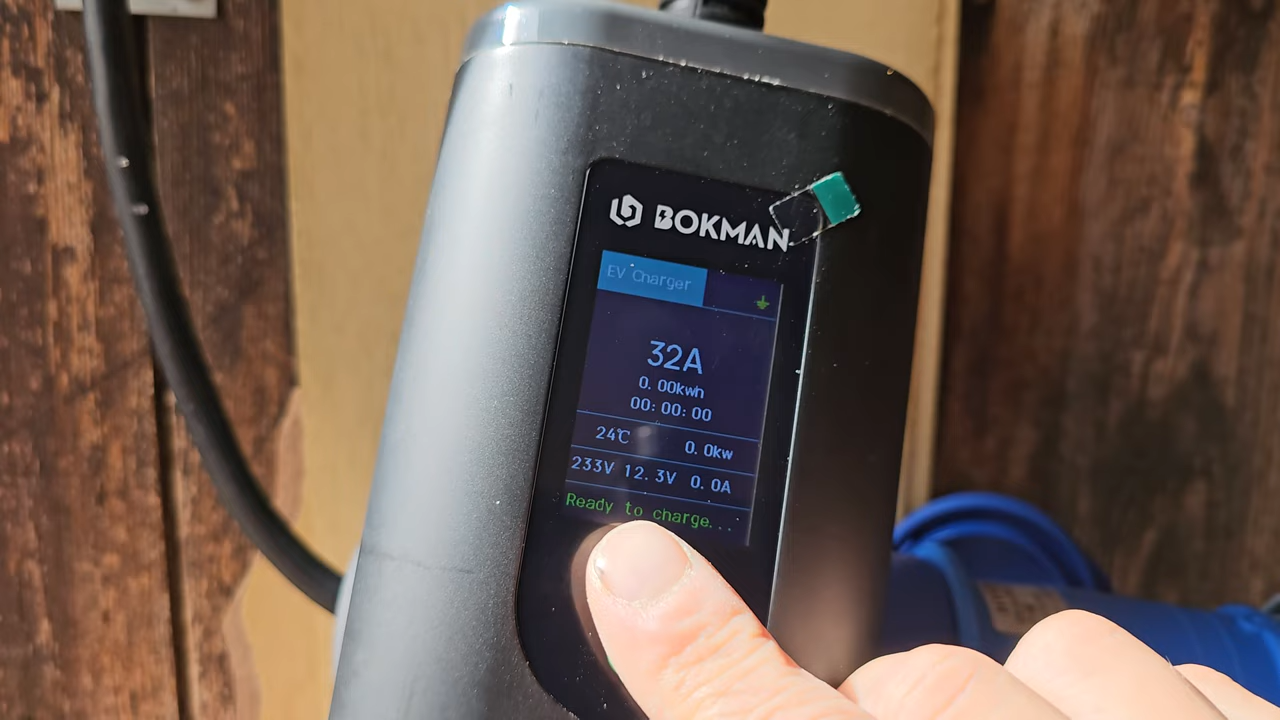 BOKMAN
EV Charger
32A
0.00kwh
00:00:00
24℃ 0.0kw
233V 12.3V 0.0A
Ready to charge...